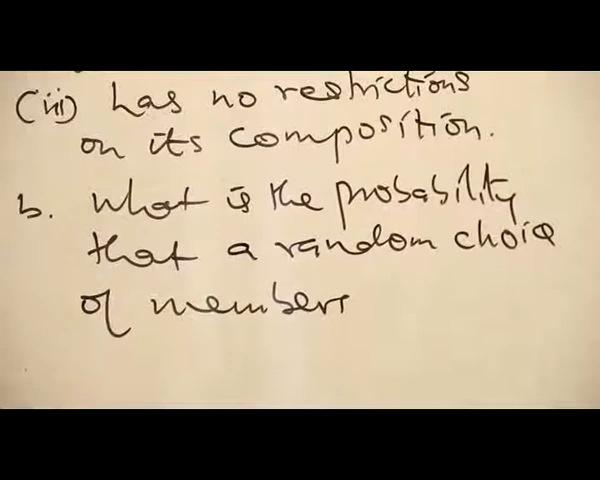 (iii) has no restrictions
on its composition.
b. What is the probability
that a random choice
of members